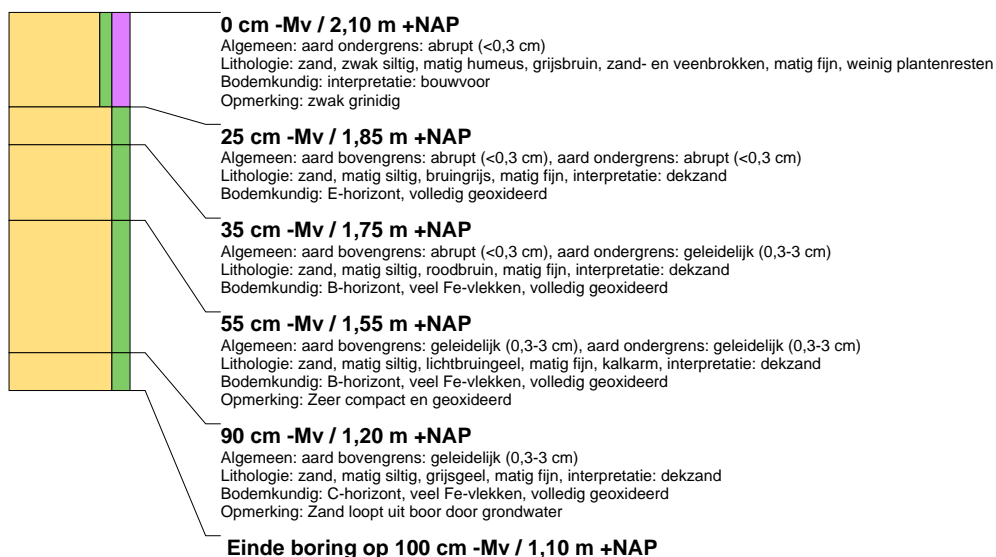 0 cm -Mv / 2,10 m +NAP
Algemeen: aard ondergrens: abrupt (<0,3 cm)
Lithologie: zand, zwak siltig, matig humeus, grijsbruin, zand- en veenbrokken, matig fijn, weinig plantenresten
Bodemkundig: interpretatie: bouwvoor
Opmerking: zwak grinidig
25 cm -Mv / 1,85 m +NAP
Algemeen: aard bovengrens: abrupt (<0,3 cm), aard ondergrens: abrupt (<0,3 cm)
Lithologie: zand, matig siltig, bruingrijs, matig fijn, interpretatie: dekzand
Bodemkundig: E-horizont, volledig geoxideerd
35 cm -Mv / 1,75 m +NAP
Algemeen: aard bovengrens: abrupt (<0,3 cm), aard ondergrens: geleidelijk (0,3-3 cm)
Lithologie: zand, matig siltig, roodbruin, matig fijn, interpretatie: dekzand
Bodemkundig: B-horizont, veel Fe-vlekken, volledig geoxideerd
55 cm -Mv / 1,55 m +NAP
Algemeen: aard bovengrens: geleidelijk (0,3-3 cm), aard ondergrens: geleidelijk (0,3-3 cm)
Lithologie: zand, matig siltig, lichtbruingeel, matig fijn, kalkarm, interpretatie: dekzand
Bodemkundig: B-horizont, veel Fe-vlekken, volledig geoxideerd
Opmerking: Zeer compact en geoxideerd
90 cm -Mv / 1,20 m +NAP
Algemeen: aard bovengrens: geleidelijk (0,3-3 cm)
Lithologie: zand, matig siltig, grijsgeel, matig fijn, interpretatie: dekzand
Bodemkundig: C-horizont, veel Fe-vlekken, volledig geoxideerd
Opmerking: Zand loopt uit boor door grondwater
Einde boring op 100 cm -Mv / 1,10 m +NAP